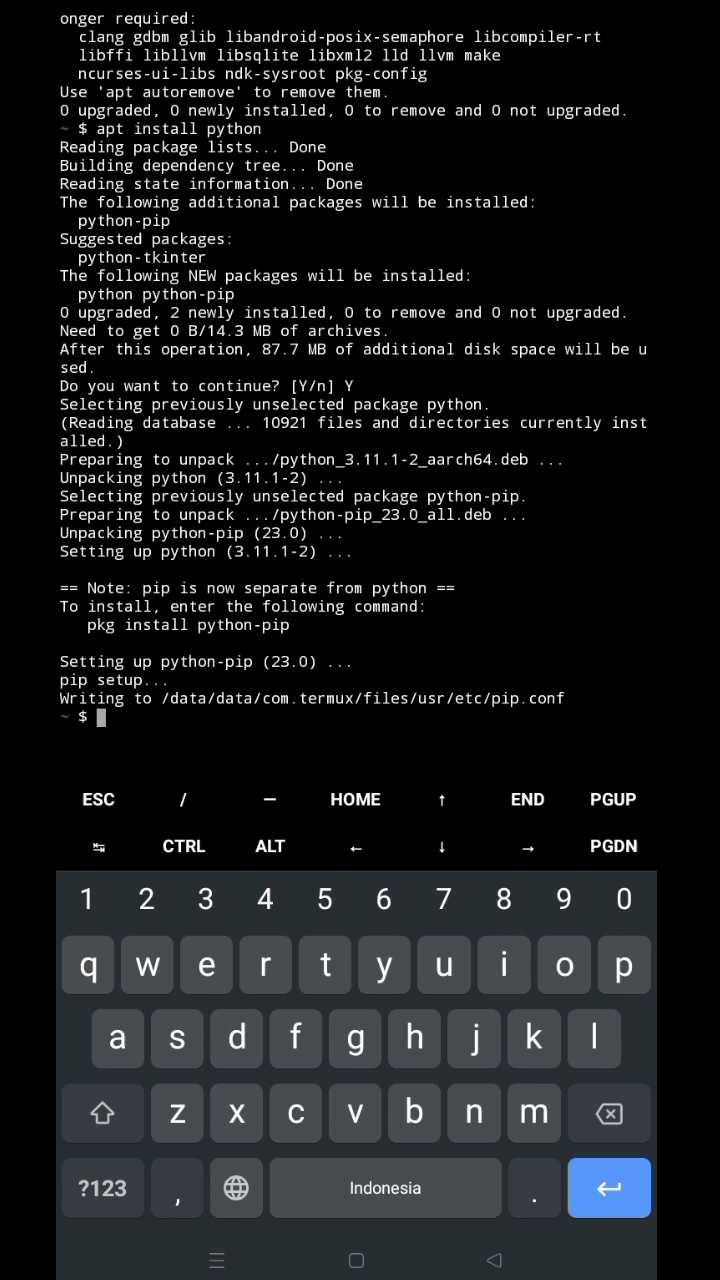 onger required:
  clang gdbm glib libandroid-posix-semaphore libcompiler-rt
  libffi libllvm libsqlite libxml2 lld llvm make
  ncurses-ui-libs ndk-sysroot pkg-config
Use 'apt autoremove' to remove them.
0 upgraded, 0 newly installed, 0 to remove and 0 not upgraded.
~ $ apt install python
Reading package lists... Done
Building dependency tree... Done
Reading state information... Done
The following additional packages will be installed:
  python-pip
Suggested packages:
  python-tkinter
The following NEW packages will be installed:
  python python-pip
0 upgraded, 2 newly installed, 0 to remove and 0 not upgraded.
Need to get 0 B/14.3 MB of archives.
After this operation, 87.7 MB of additional disk space will be u
sed.
Do you want to continue? [Y/n] Y
Selecting previously unselected package python.
(Reading database ... 10921 files and directories currently inst
alled.)
Preparing to unpack .../python_3.11.1-2_aarch64.deb ...
Unpacking python (3.11.1-2) ...
Selecting previously unselected package python-pip.
Preparing to unpack .../python-pip_23.0_all.deb ...
Unpacking python-pip (23.0) ...
Setting up python (3.11.1-2) ...

== Note: pip is now separate from python ==
To install, enter the following command:
   pkg install python-pip

Setting up python-pip (23.0) ...
pip setup...
Writing to /data/data/com.termux/files/usr/etc/pip.conf
~ $
ESC / — HOME ↑ END PGUP
↹ CTRL ALT ← ↓ → PGDN
1 2 3 4 5 6 7 8 9 0
q w e r t y u i o p
a s d f g h j k l
z x c v b n m
?123 , Indonesia .